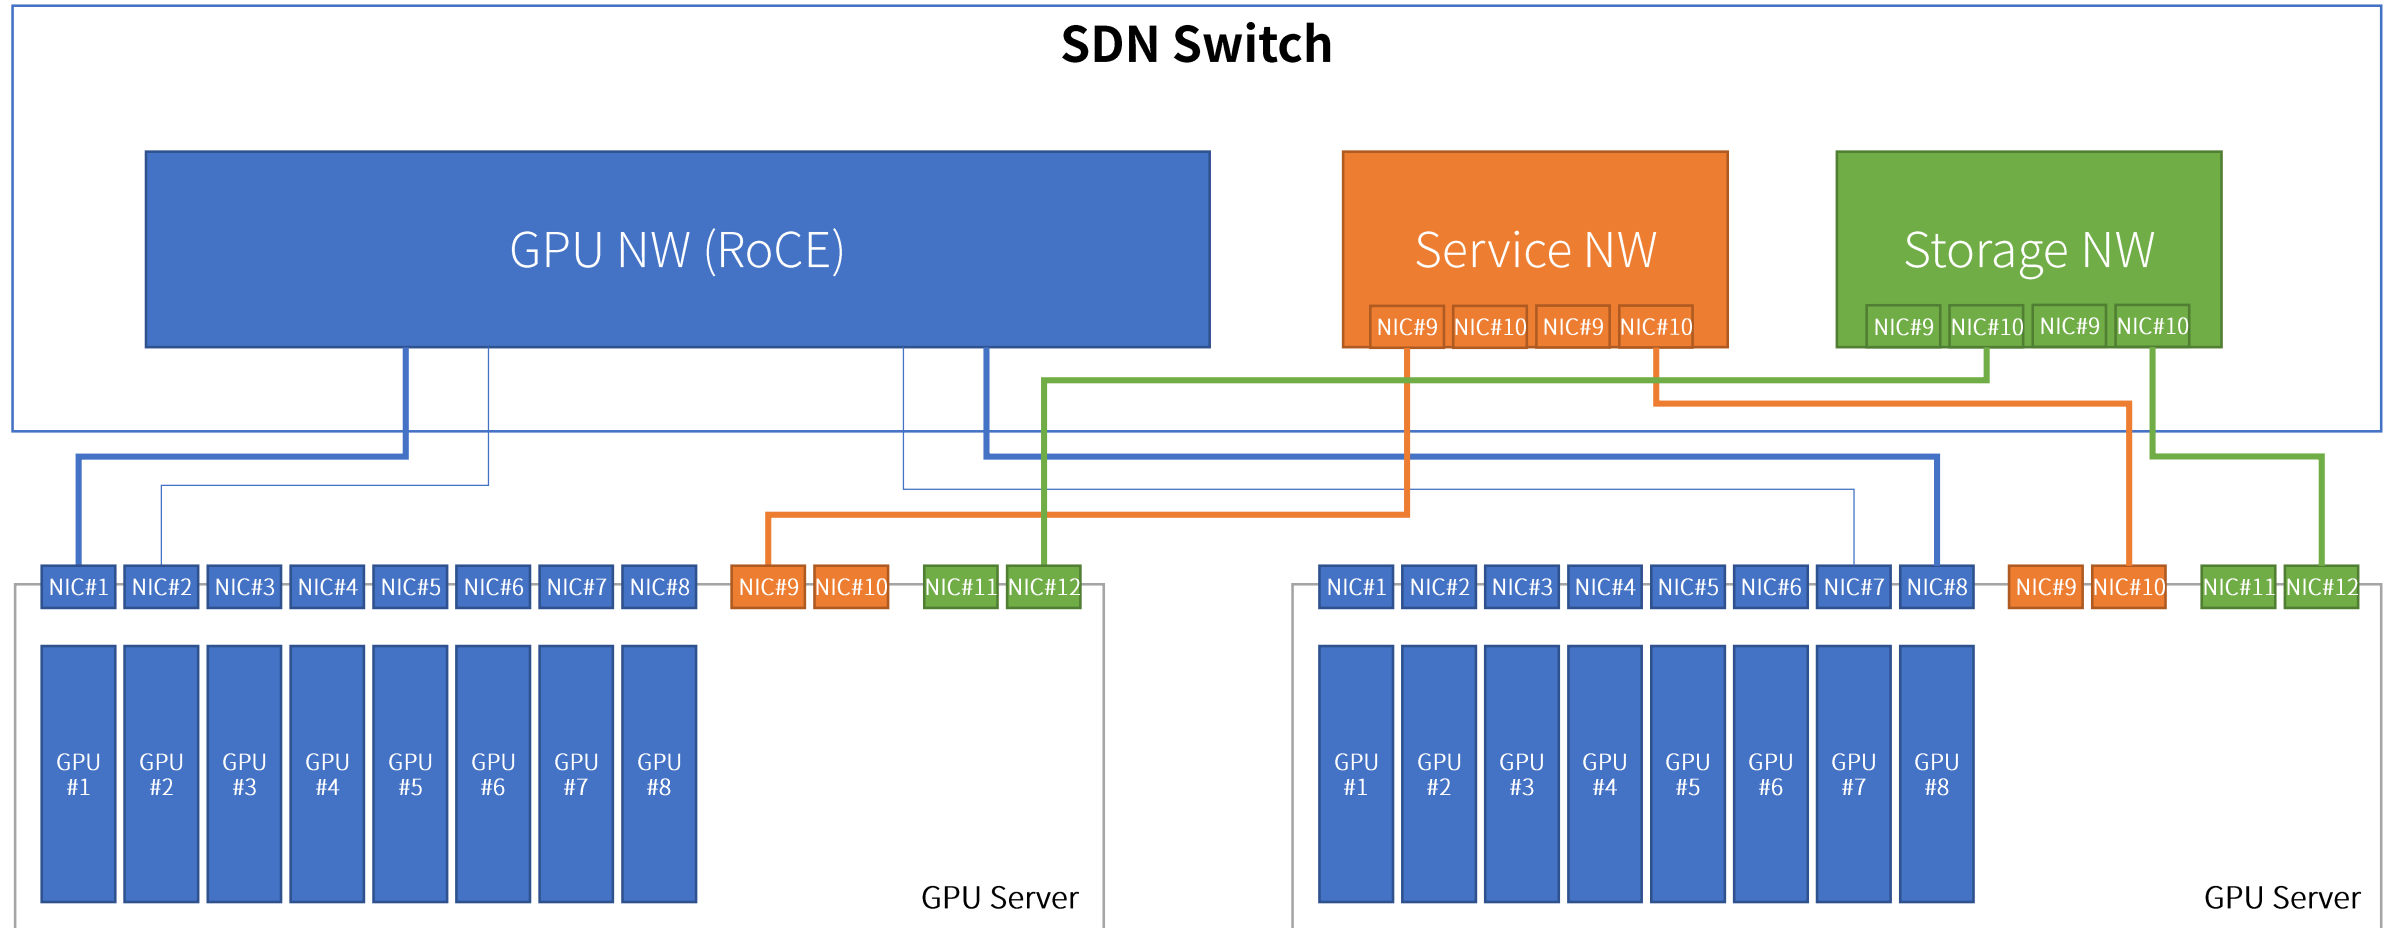 SDN Switch
GPU NW (RoCE)
Service NW
Storage NW
NIC#9 NIC#10 NIC#9 NIC#10
NIC#9 NIC#10 NIC#9 NIC#10
NIC#1 NIC#2 NIC#3 NIC#4 NIC#5 NIC#6 NIC#7 NIC#8 NIC#9 NIC#10 NIC#11 NIC#12
GPU #1
GPU #2
GPU #3
GPU #4
GPU #5
GPU #6
GPU #7
GPU #8
GPU Server
NIC#1 NIC#2 NIC#3 NIC#4 NIC#5 NIC#6 NIC#7 NIC#8 NIC#9 NIC#10 NIC#11 NIC#12
GPU #1
GPU #2
GPU #3
GPU #4
GPU #5
GPU #6
GPU #7
GPU #8
GPU Server